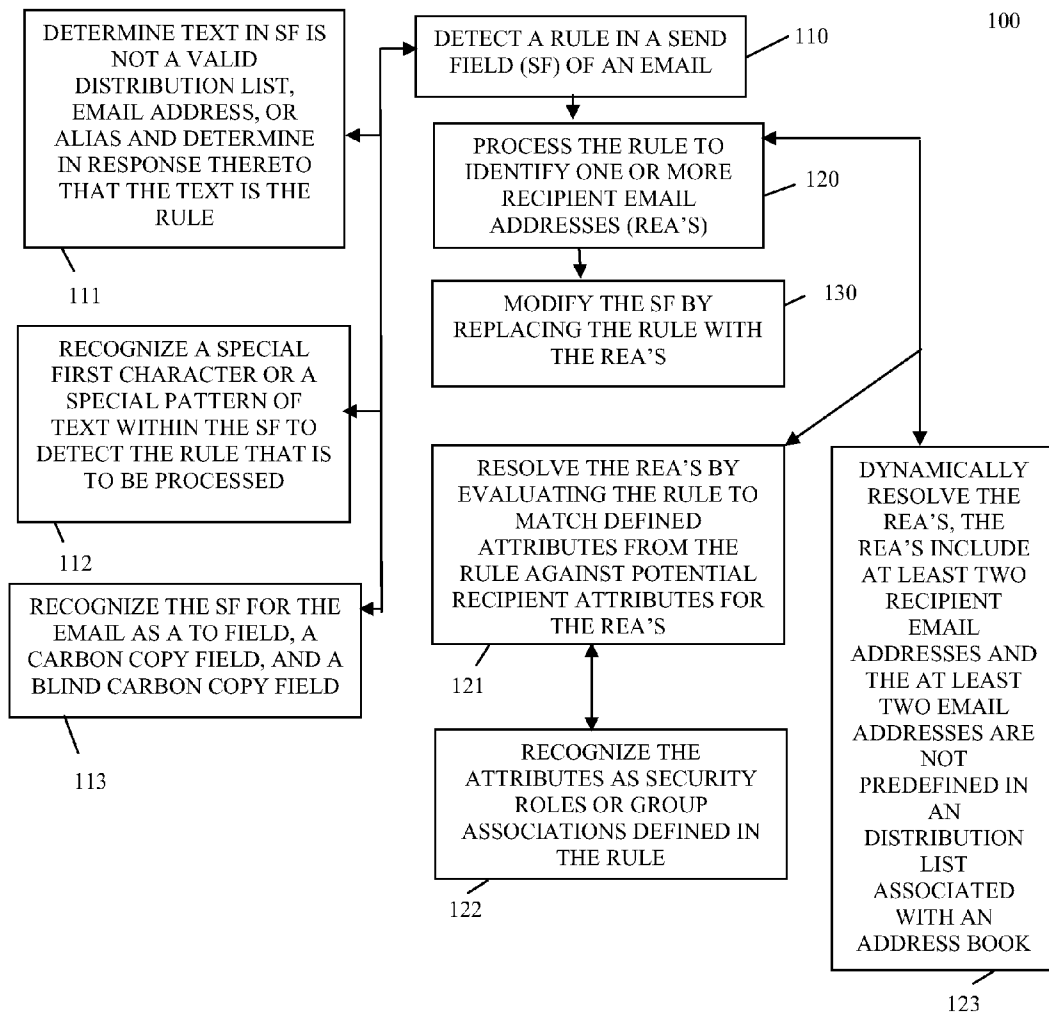 100
DETECT A RULE IN A SEND
FIELD (SF) OF AN EMAIL
110
DETERMINE TEXT IN SF IS
NOT A VALID
DISTRIBUTION LIST,
EMAIL ADDRESS, OR
ALIAS AND DETERMINE
IN RESPONSE THERETO
THAT THE TEXT IS THE
RULE
111
RECOGNIZE A SPECIAL
FIRST CHARACTER OR A
SPECIAL PATTERN OF
TEXT WITHIN THE SF TO
DETECT THE RULE THAT IS
TO BE PROCESSED
112
RECOGNIZE THE SF FOR THE
EMAIL AS A TO FIELD, A
CARBON COPY FIELD, AND A
BLIND CARBON COPY FIELD
113
PROCESS THE RULE TO
IDENTIFY ONE OR MORE
RECIPIENT EMAIL
ADDRESSES (REA'S)
120
MODIFY THE SF BY
REPLACING THE RULE WITH
THE REA'S
130
RESOLVE THE REA'S BY
EVALUATING THE RULE TO
MATCH DEFINED
ATTRIBUTES FROM THE
RULE AGAINST POTENTIAL
RECIPIENT ATTRIBUTES FOR
THE REA'S
121
RECOGNIZE THE
ATTRIBUTES AS SECURITY
ROLES OR GROUP
ASSOCIATIONS DEFINED IN
THE RULE
122
DYNAMICALLY
RESOLVE THE
REA'S, THE
REA'S INCLUDE
AT LEAST TWO
RECIPIENT
EMAIL
ADDRESSES AND
THE AT LEAST
TWO EMAIL
ADDRESSES ARE
NOT
PREDEFINED IN
AN
DISTRIBUTION
LIST
ASSOCIATED
WITH AN
ADDRESS BOOK
123